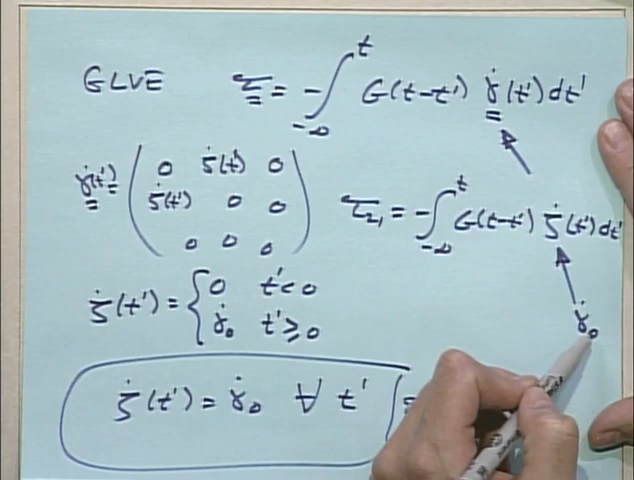 GLVE τ = - ∫_{-∞}^{t} G(t-t') γ̇(t') dt'
γ̇(t') = ( 0 ζ̇(t) 0
ζ̇(t') 0 0
0 0 0 )
τ₂₁ = - ∫_{-∞}^{t} G(t-t') ζ̇(t') dt'
ζ̇(t') = { 0 t' < 0
γ̇₀ t' ≥ 0
γ̇₀
ζ̇(t') = γ̇₀ ∀ t'